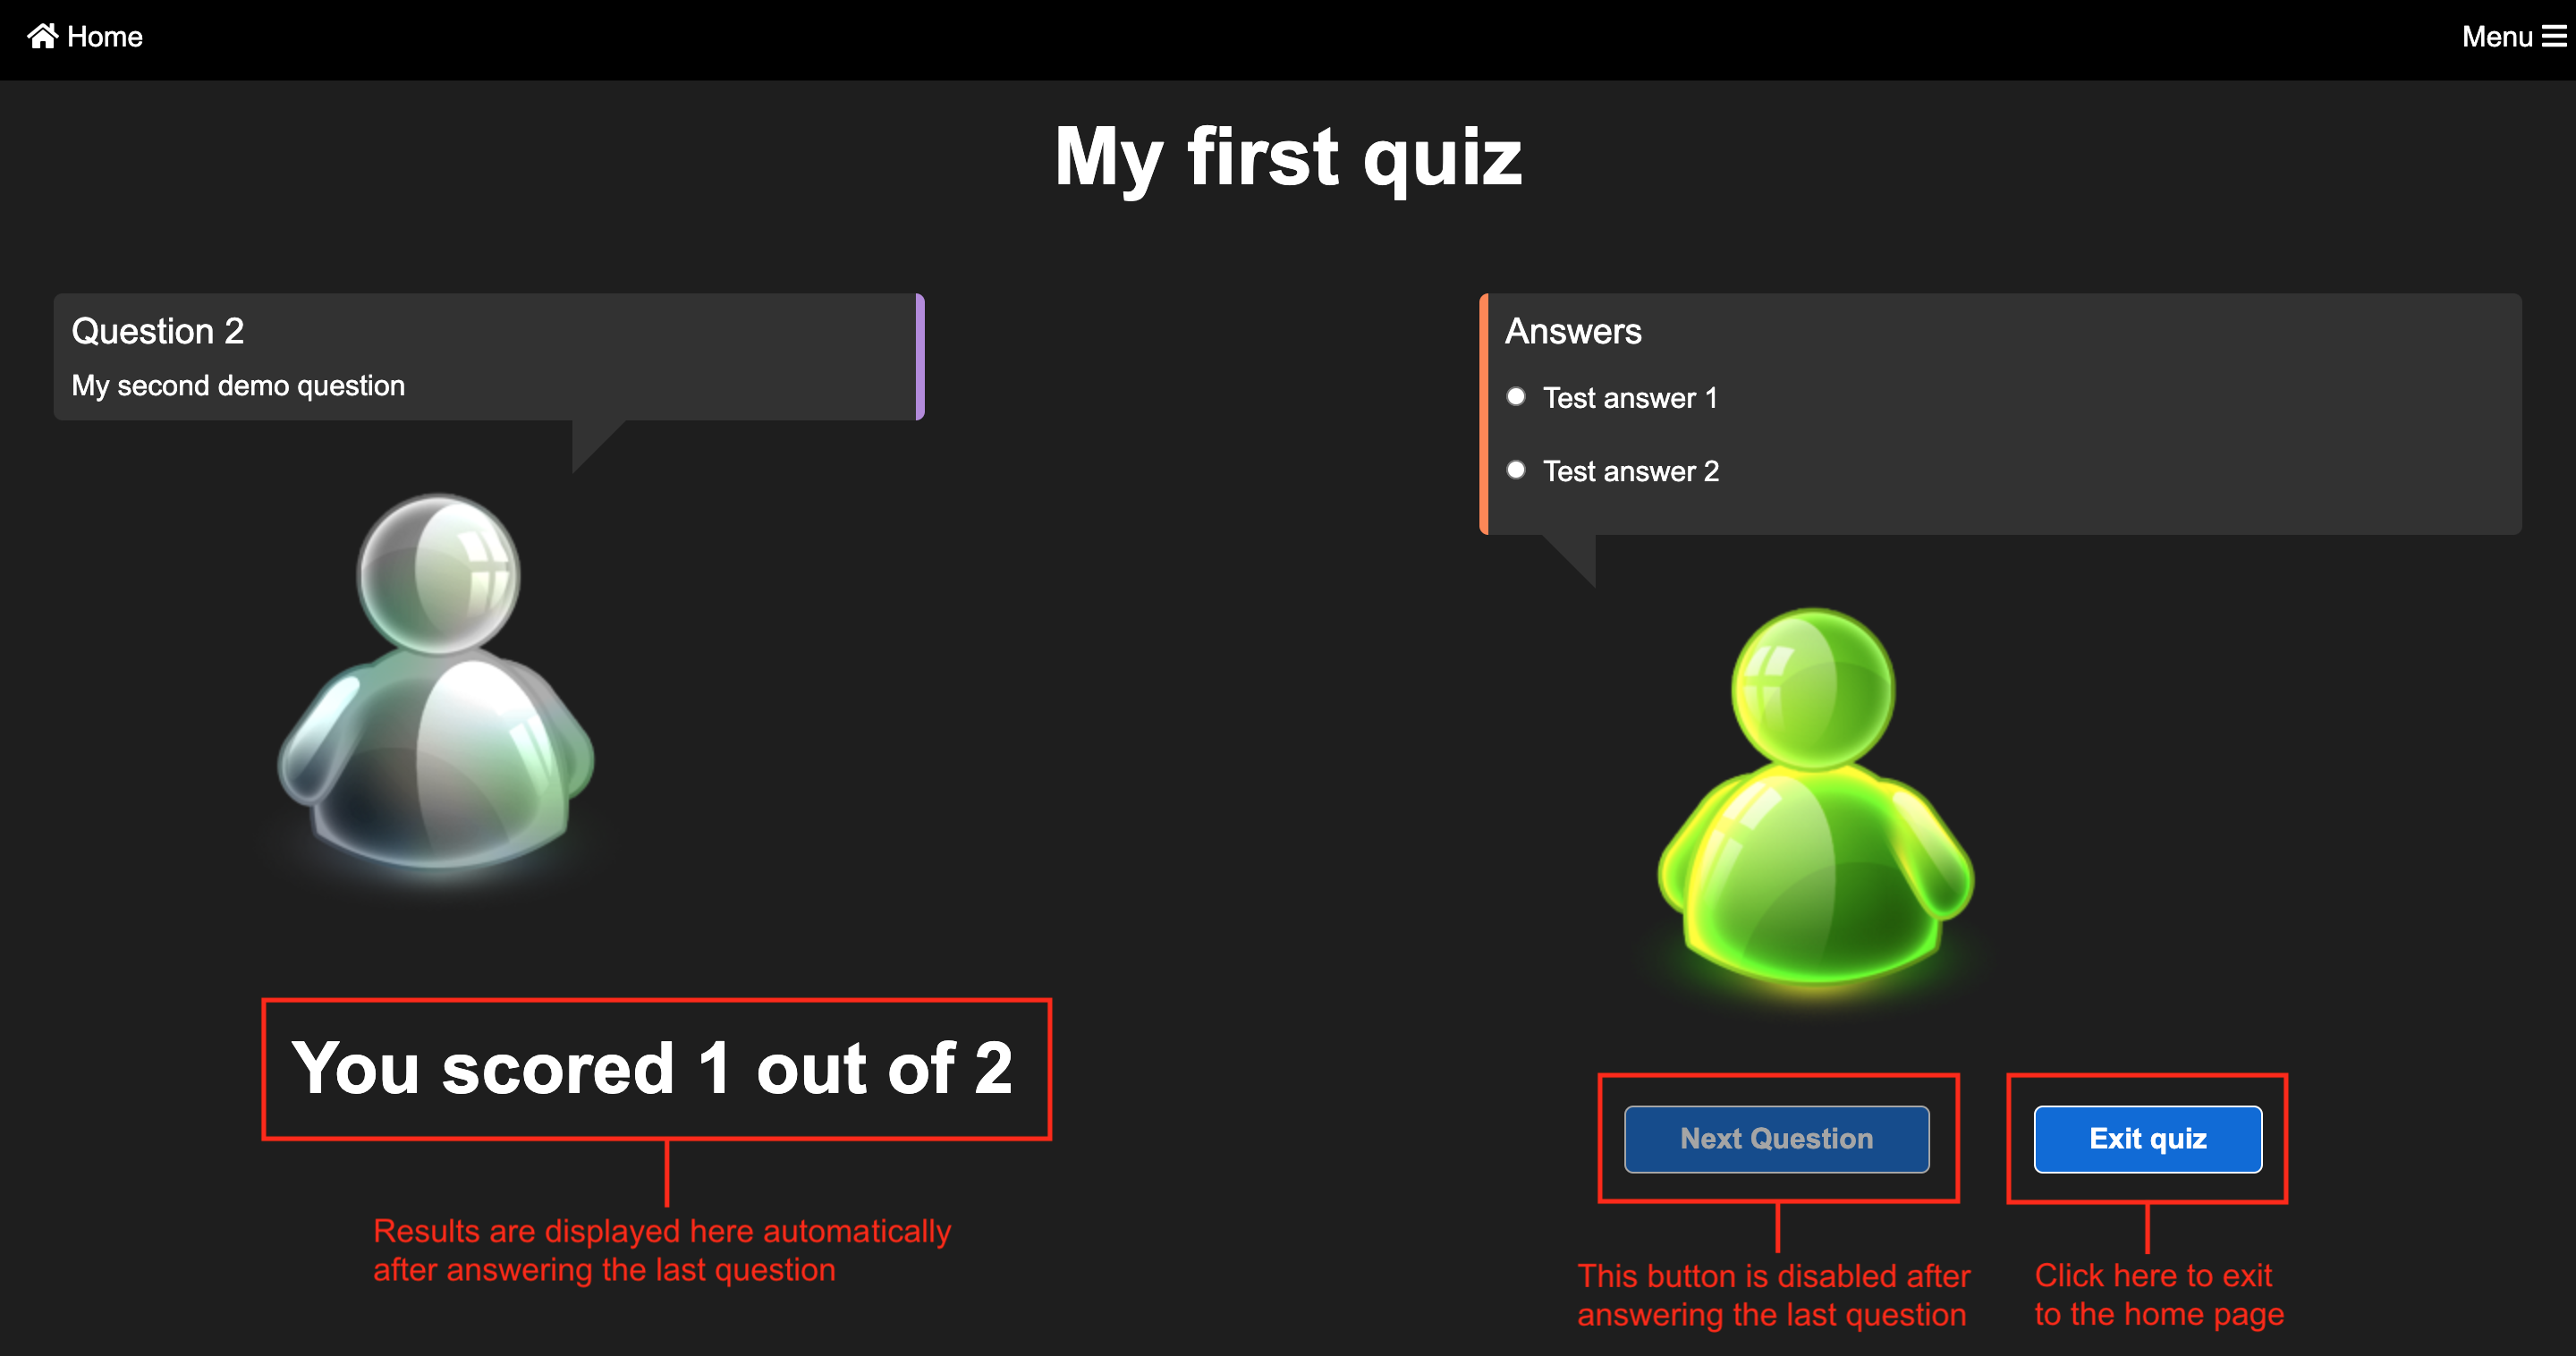 Home
Menu
My first quiz
Question 2
My second demo question
Answers
Test answer 1
Test answer 2
You scored 1 out of 2
Results are displayed here automatically
after answering the last question
Next Question
This button is disabled after
answering the last question
Exit quiz
Click here to exit
to the home page